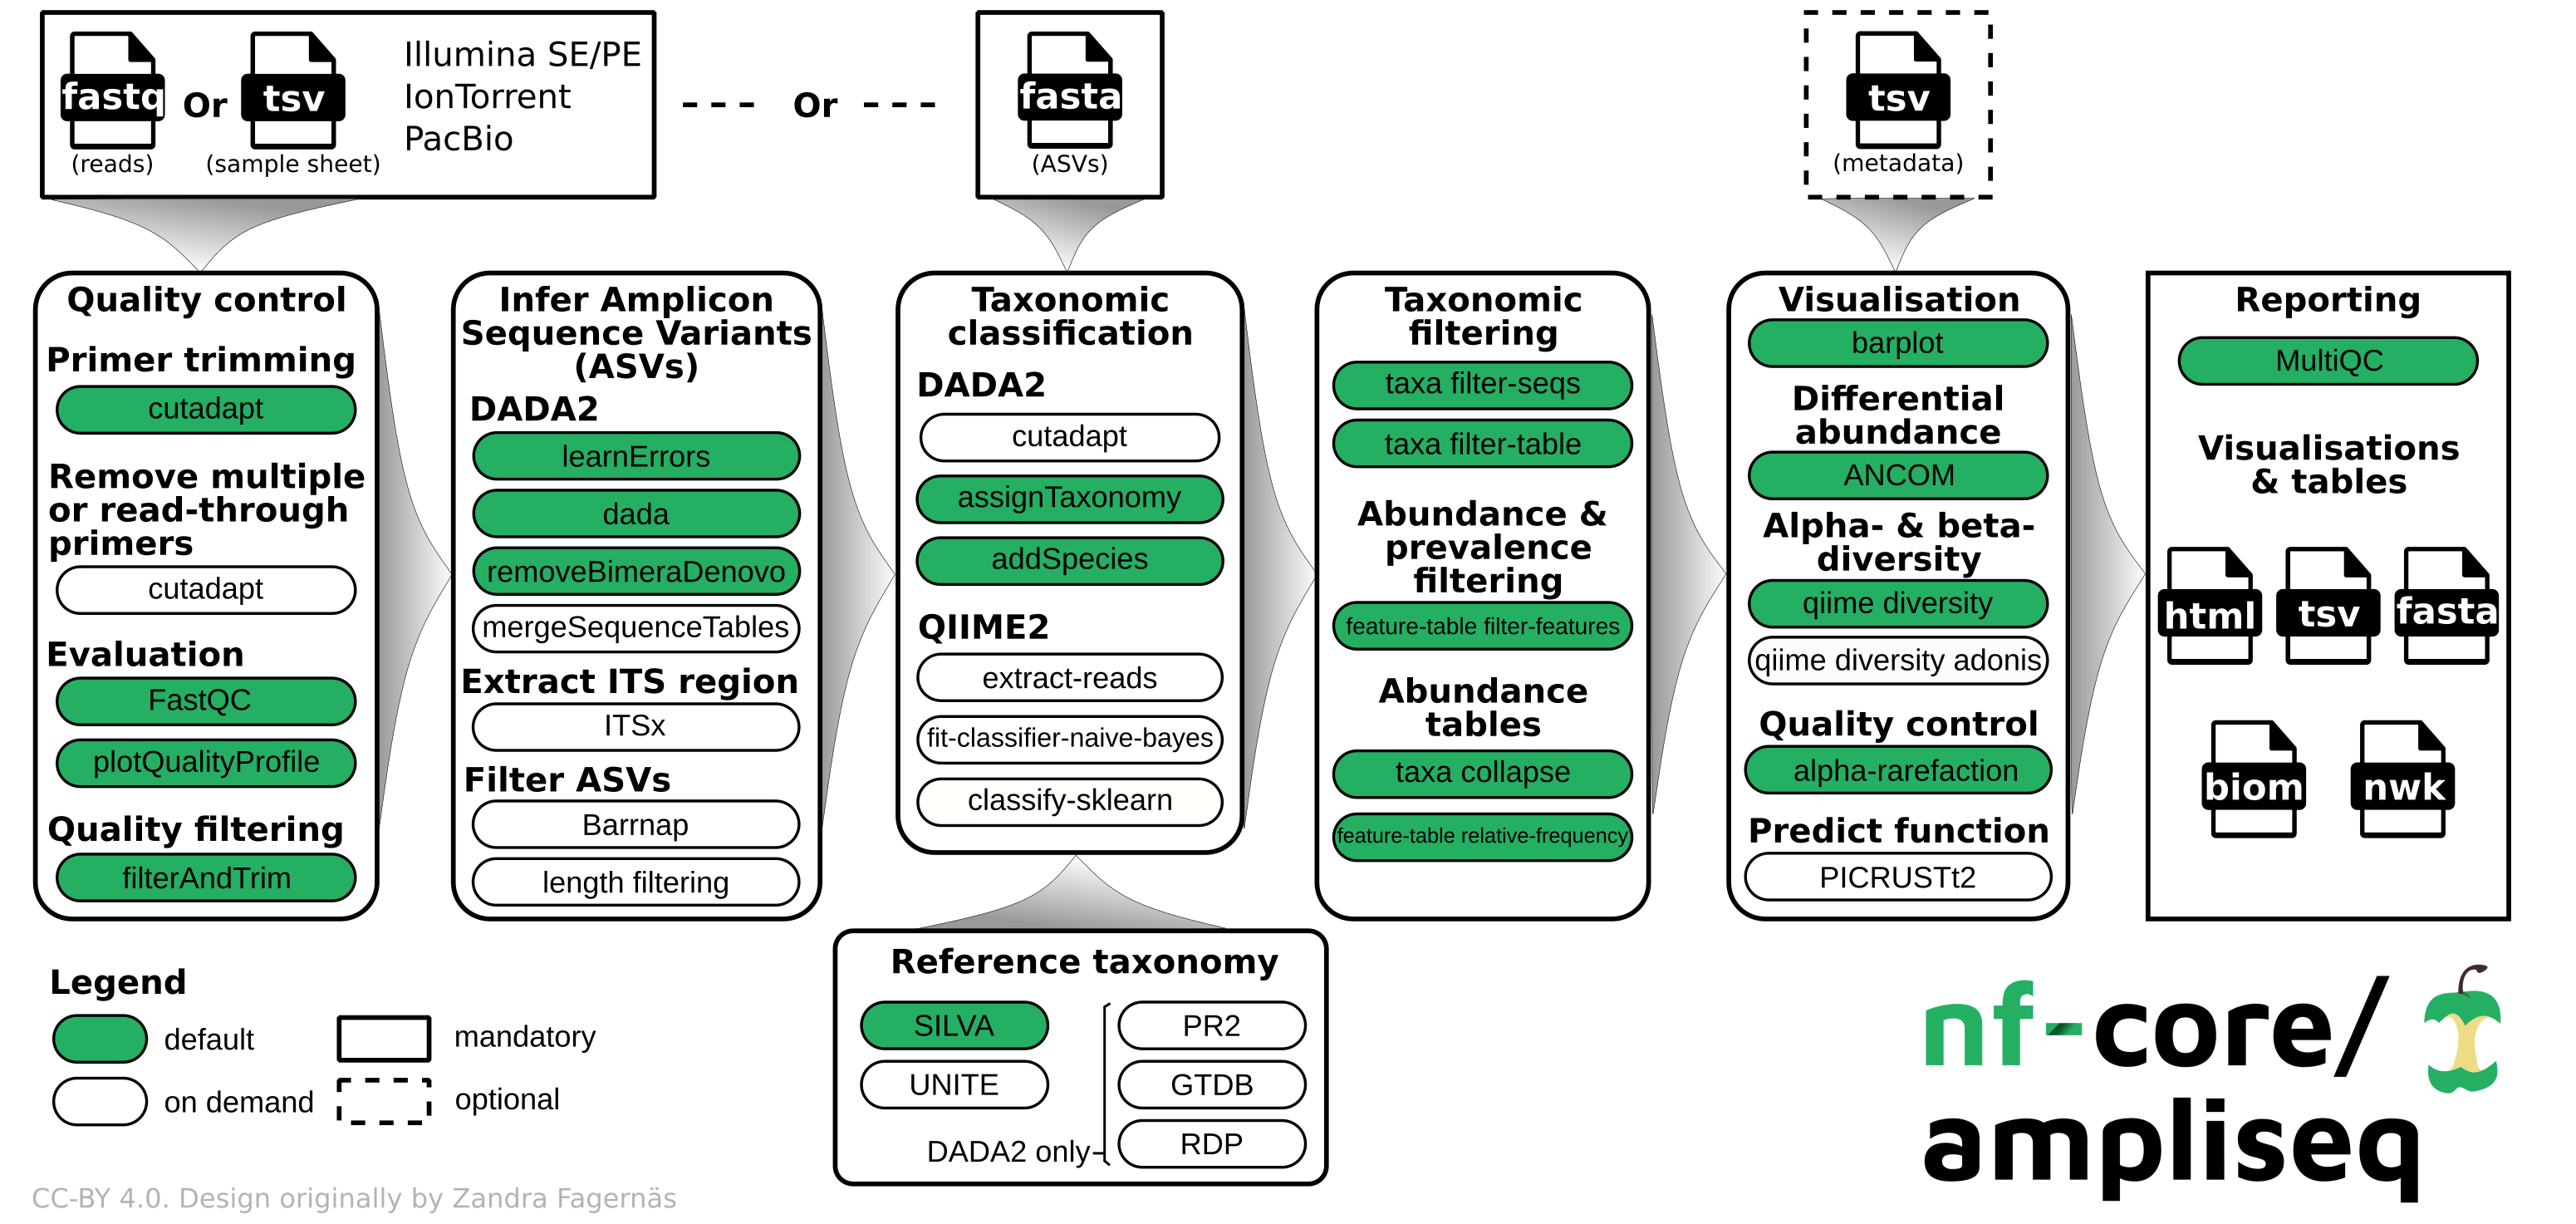 fastq
(reads)
Or
tsv
(sample sheet)
Illumina SE/PE
IonTorrent
PacBio
Or
fasta
(ASVs)
tsv
(metadata)
Quality control
Primer trimming
cutadapt
Remove multiple
or read-through
primers
cutadapt
Evaluation
FastQC
plotQualityProfile
Quality filtering
filterAndTrim
Infer Amplicon
Sequence Variants
(ASVs)
DADA2
learnErrors
dada
removeBimeraDenovo
mergeSequenceTables
Extract ITS region
ITSx
Filter ASVs
Barrnap
length filtering
Taxonomic
classification
DADA2
cutadapt
assignTaxonomy
addSpecies
QIIME2
extract-reads
fit-classifier-naive-bayes
classify-sklearn
Taxonomic
filtering
taxa filter-seqs
taxa filter-table
Abundance &
prevalence
filtering
feature-table filter-features
Abundance
tables
taxa collapse
feature-table relative-frequency
Visualisation
barplot
Differential
abundance
ANCOM
Alpha- & beta-
diversity
qiime diversity
qiime diversity adonis
Quality control
alpha-rarefaction
Predict function
PICRUSTt2
Reporting
MultiQC
Visualisations
& tables
html
tsv
fasta
biom
nwk
Reference taxonomy
SILVA
UNITE
DADA2 only
PR2
GTDB
RDP
Legend
default
on demand
mandatory
optional
nf-core/
ampliseq
CC-BY 4.0. Design originally by Zandra Fagernäs